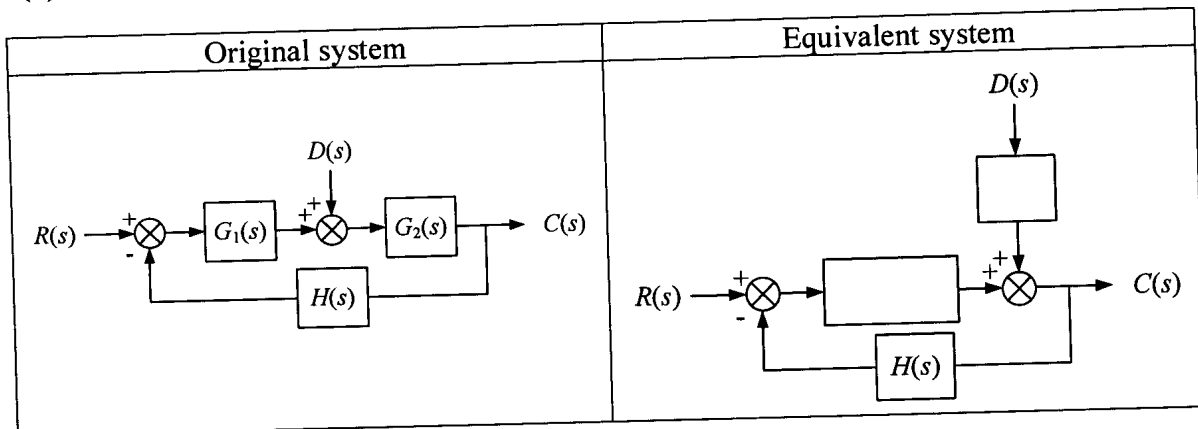 Original system
Equivalent system
D(s)
R(s)
+
-
G₁(s)
+
+
G₂(s)
C(s)
H(s)
D(s)
R(s)
+
-
+
+
C(s)
H(s)